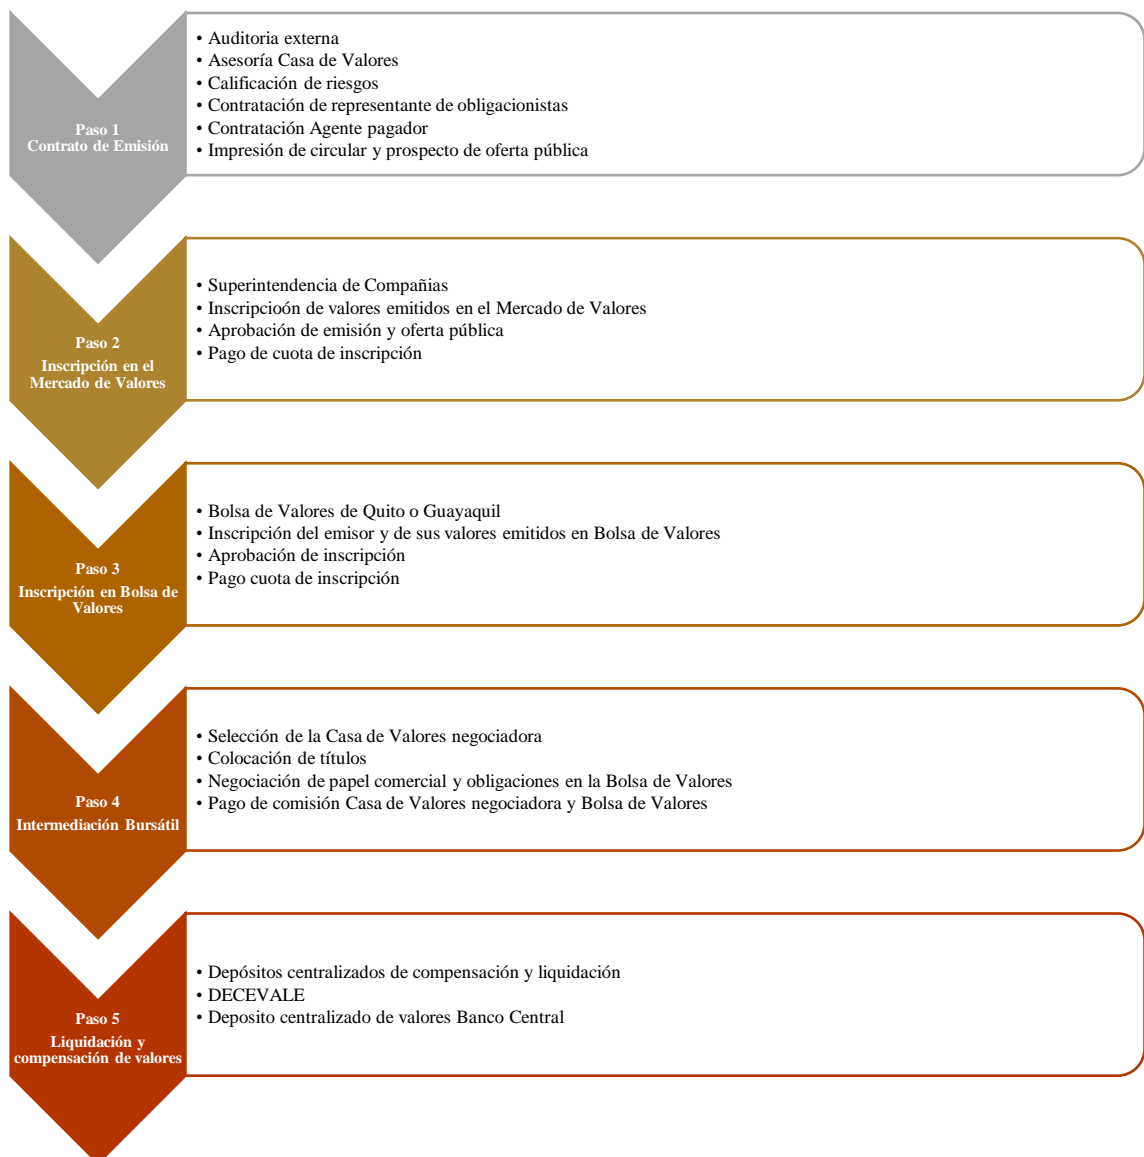 Paso 1
Contrato de Emisión
• Auditoria externa
• Asesoría Casa de Valores
• Calificación de riesgos
• Contratación de representante de obligacionistas
• Contratación Agente pagador
• Impresión de circular y prospecto de oferta pública
Paso 2
Inscripción en el
Mercado de Valores
• Superintendencia de Compañias
• Inscripcioón de valores emitidos en el Mercado de Valores
• Aprobación de emisión y oferta pública
• Pago de cuota de inscripción
Paso 3
Inscripción en Bolsa de
Valores
• Bolsa de Valores de Quito o Guayaquil
• Inscripción del emisor y de sus valores emitidos en Bolsa de Valores
• Aprobación de inscripción
• Pago cuota de inscripción
Paso 4
Intermediación Bursátil
• Selección de la Casa de Valores negociadora
• Colocación de títulos
• Negociación de papel comercial y obligaciones en la Bolsa de Valores
• Pago de comisión Casa de Valores negociadora y Bolsa de Valores
Paso 5
Liquidación y
compensación de valores
• Depósitos centralizados de compensación y liquidación
• DECEVALE
• Deposito centralizado de valores Banco Central